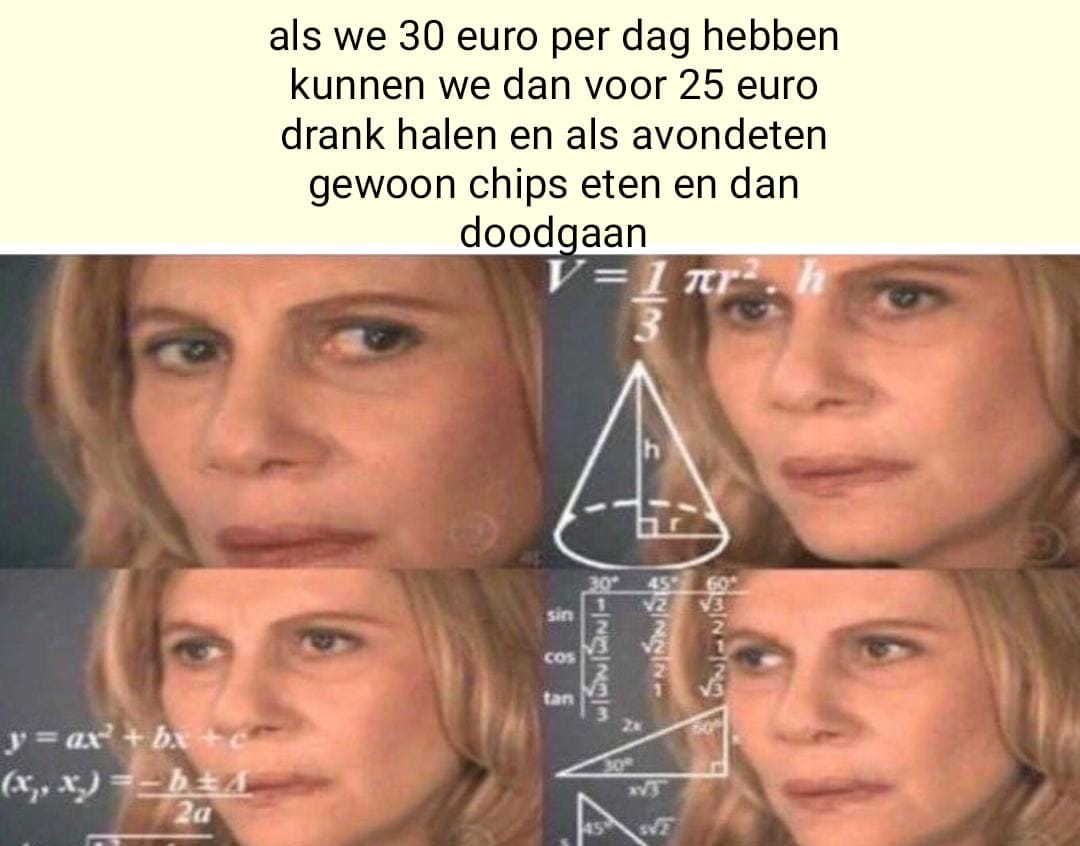 als we 30 euro per dag hebben
kunnen we dan voor 25 euro
drank halen en als avondeten
gewoon chips eten en dan
doodgaan
V = 1/3 πr² . h
h
r
30° 45° 60°
sin 1/2 √2/2 √3/2
cos √3/2 √2/2 1/2
tan √3/3 1 √3
y = ax² + bx + c
2x 60°
30°
x√3
2a
45° s√2